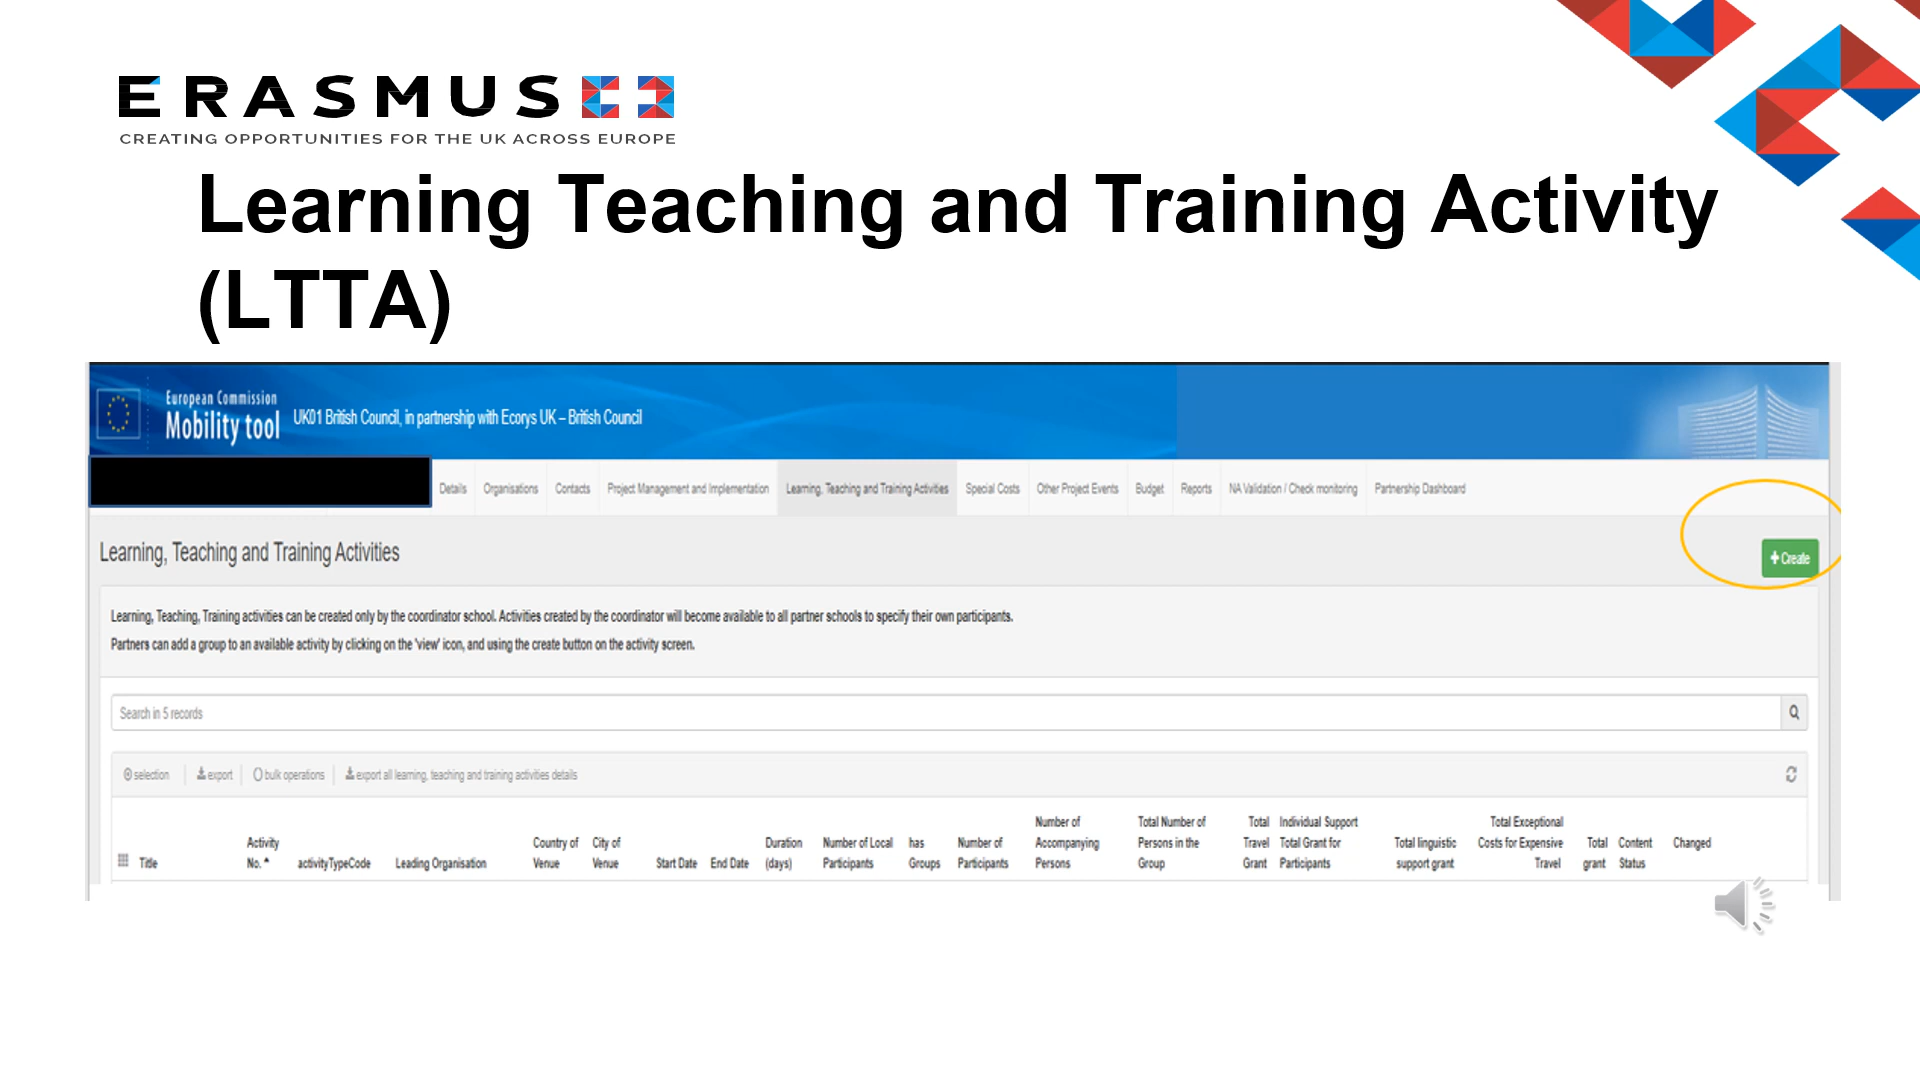 ERASMUS
CREATING OPPORTUNITIES FOR THE UK ACROSS EUROPE
Learning Teaching and Training Activity
(LTTA)
European Commission
Mobility tool
UK01 British Council, in partnership with Ecorys UK – British Council
Details Organisations Contacts Project Management and Implementation Learning, Teaching and Training Activities Special Costs Other Project Events Budget Reports NA Validation / Check monitoring Partnership Dashboard
Learning, Teaching and Training Activities
+ Create
Learning, Teaching, Training activities can be created only by the coordinator school. Activities created by the coordinator will become available to all partner schools to specify their own participants.
Partners can add a group to an available activity by clicking on the 'view' icon, and using the create button on the activity screen.
Search in 5 records
selection export bulk operations export all learning, teaching and training activities details
Title
Activity
No.
activityTypeCode
Leading Organisation
Country of
Venue
City of
Venue
Start Date
End Date
Duration
(days)
Number of Local
Participants
has
Groups
Number of
Participants
Number of
Accompanying
Persons
Total Number of
Persons in the
Group
Total
Travel
Grant
Individual Support
Total Grant for
Participants
Total linguistic
support grant
Total Exceptional
Costs for Expensive
Travel
Total
grant
Content
Status
Changed